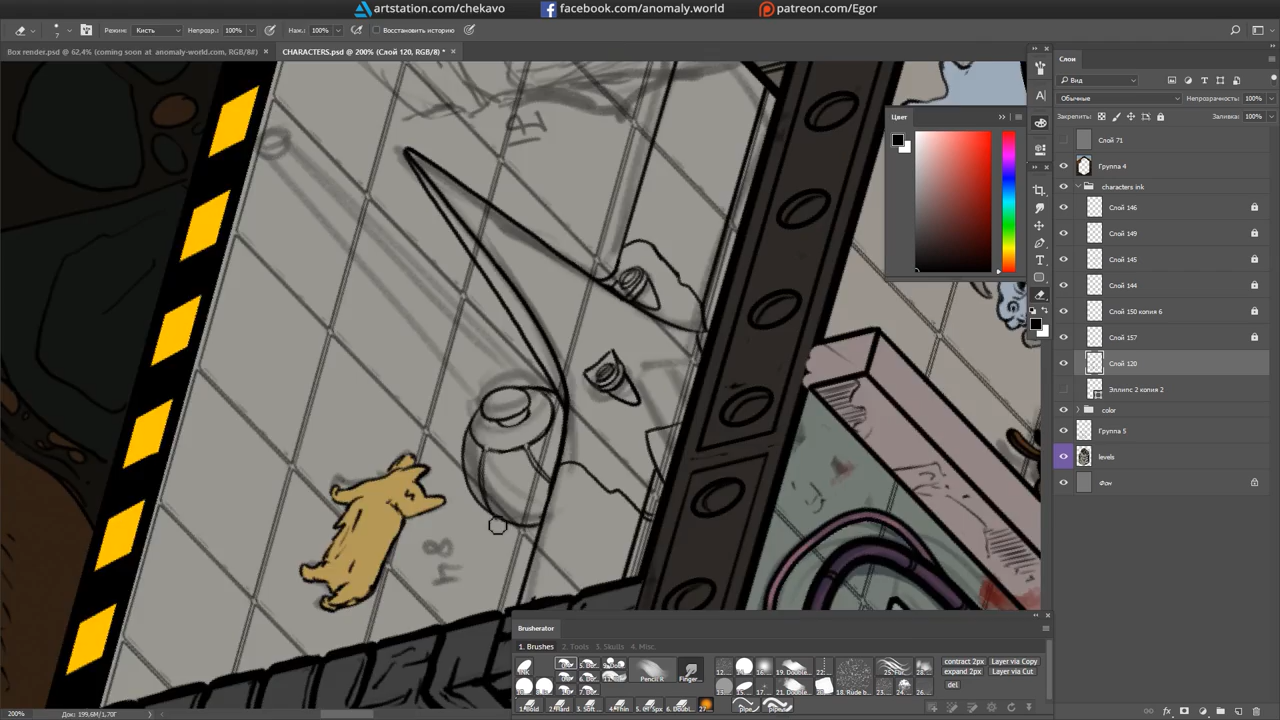 artstation.com/chekavo facebook.com/anomaly.world patreon.com/Egor
Режим: Кисть Непрозр.: 100% Наж.: 100% Восстановить историю
Box render.psd @ 62,4% (coming soon at anomaly-world.com, RGB/8#) × CHARACTERS.psd @ 200% (Слой 120, RGB/8) * ×
Слои
Вид
Обычные Непрозрачность: 100%
Закрепить: Заливка: 100%
Цвет
Слой 71
Группа 4
characters ink
Слой 146
Слой 149
Слой 145
Слой 144
Слой 150 копия 6
Слой 157
Слой 120
Эллипс 2 копия 2
color
Группа 5
levels
Фон
Brusherator
1. Brushes 2. Tools 3. Skulls 4. Misc.
Pencil R Finger...
contract 2px Layer via Copy
expand 2px Layer via Cut
del
200% Док: 199,6M/1,70Г